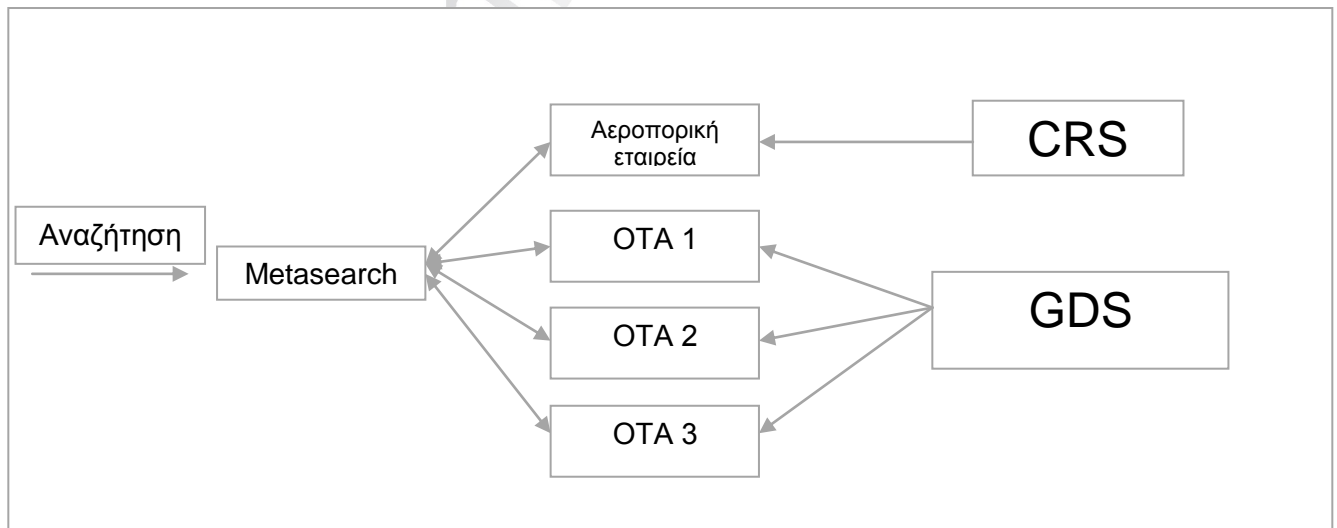 Αναζήτηση
Metasearch
Αεροπορική
εταιρεία
OTA 1
OTA 2
OTA 3
CRS
GDS